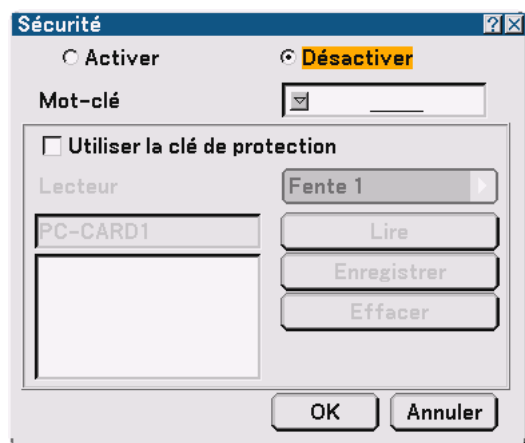 Sécurité
Activer Désactiver
Mot-clé
Utiliser la clé de protection
Lecteur Fente 1
PC-CARD1 Lire
Enregistrer
Effacer
OK Annuler